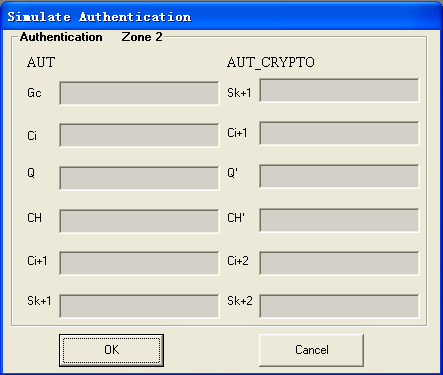 Simulate Authentication
Authentication Zone 2
AUT AUT_CRYPTO
Gc Sk+1
Ci Ci+1
Q Q'
CH CH'
Ci+1 Ci+2
Sk+1 Sk+2
OK Cancel